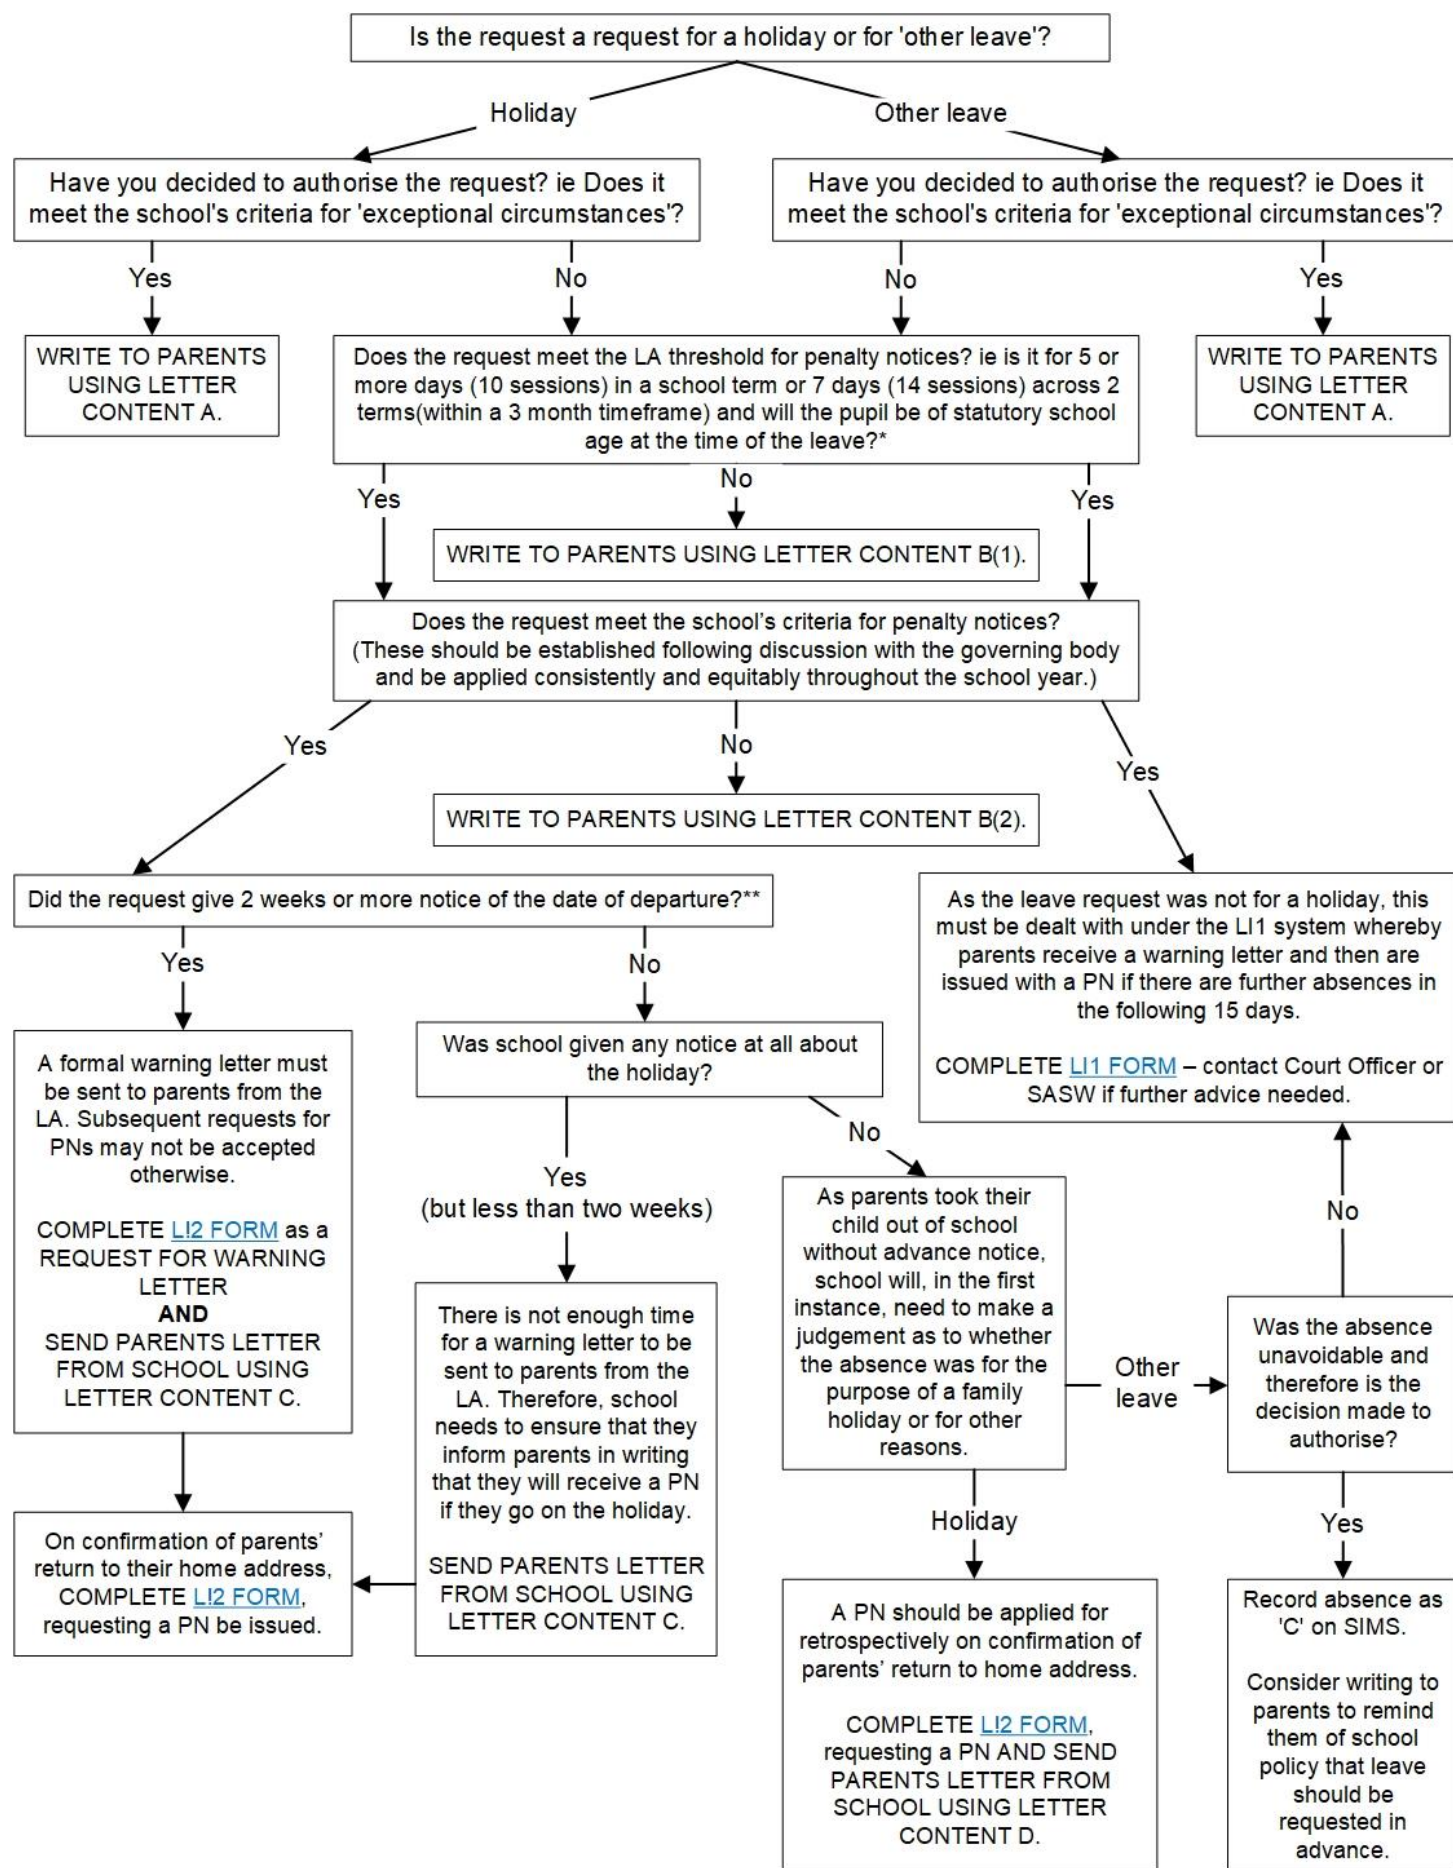 Is the request a request for a holiday or for 'other leave'?
Holiday
Other leave
Have you decided to authorise the request? ie Does it
meet the school's criteria for 'exceptional circumstances'?
Have you decided to authorise the request? ie Does it
meet the school's criteria for 'exceptional circumstances'?
Yes
No
No
Yes
WRITE TO PARENTS
USING LETTER
CONTENT A.
Does the request meet the LA threshold for penalty notices? ie is it for 5 or
more days (10 sessions) in a school term or 7 days (14 sessions) across 2
terms(within a 3 month timeframe) and will the pupil be of statutory school
age at the time of the leave?*
WRITE TO PARENTS
USING LETTER
CONTENT A.
Yes
No
Yes
WRITE TO PARENTS USING LETTER CONTENT B(1).
Does the request meet the school’s criteria for penalty notices?
(These should be established following discussion with the governing body
and be applied consistently and equitably throughout the school year.)
Yes
No
Yes
WRITE TO PARENTS USING LETTER CONTENT B(2).
Did the request give 2 weeks or more notice of the date of departure?**
Yes
No
As the leave request was not for a holiday, this
must be dealt with under the LI1 system whereby
parents receive a warning letter and then are
issued with a PN if there are further absences in
the following 15 days.
COMPLETE LI1 FORM – contact Court Officer or
SASW if further advice needed.
A formal warning letter must
be sent to parents from the
LA. Subsequent requests for
PNs may not be accepted
otherwise.
COMPLETE L!2 FORM as a
REQUEST FOR WARNING
LETTER
AND
SEND PARENTS LETTER
FROM SCHOOL USING
LETTER CONTENT C.
Was school given any notice at all about
the holiday?
Yes
(but less than two weeks)
No
There is not enough time
for a warning letter to be
sent to parents from the
LA. Therefore, school
needs to ensure that they
inform parents in writing
that they will receive a PN
if they go on the holiday.
SEND PARENTS LETTER
FROM SCHOOL USING
LETTER CONTENT C.
On confirmation of parents’
return to their home address,
COMPLETE L!2 FORM,
requesting a PN be issued.
As parents took their
child out of school
without advance notice,
school will, in the first
instance, need to make a
judgement as to whether
the absence was for the
purpose of a family
holiday or for other
reasons.
Other
leave
No
Was the absence
unavoidable and
therefore is the
decision made to
authorise?
Holiday
Yes
A PN should be applied for
retrospectively on confirmation of
parents’ return to home address.
COMPLETE L!2 FORM,
requesting a PN AND SEND
PARENTS LETTER FROM
SCHOOL USING LETTER
CONTENT D.
Record absence as
'C' on SIMS.
Consider writing to
parents to remind
them of school
policy that leave
should be
requested in
advance.